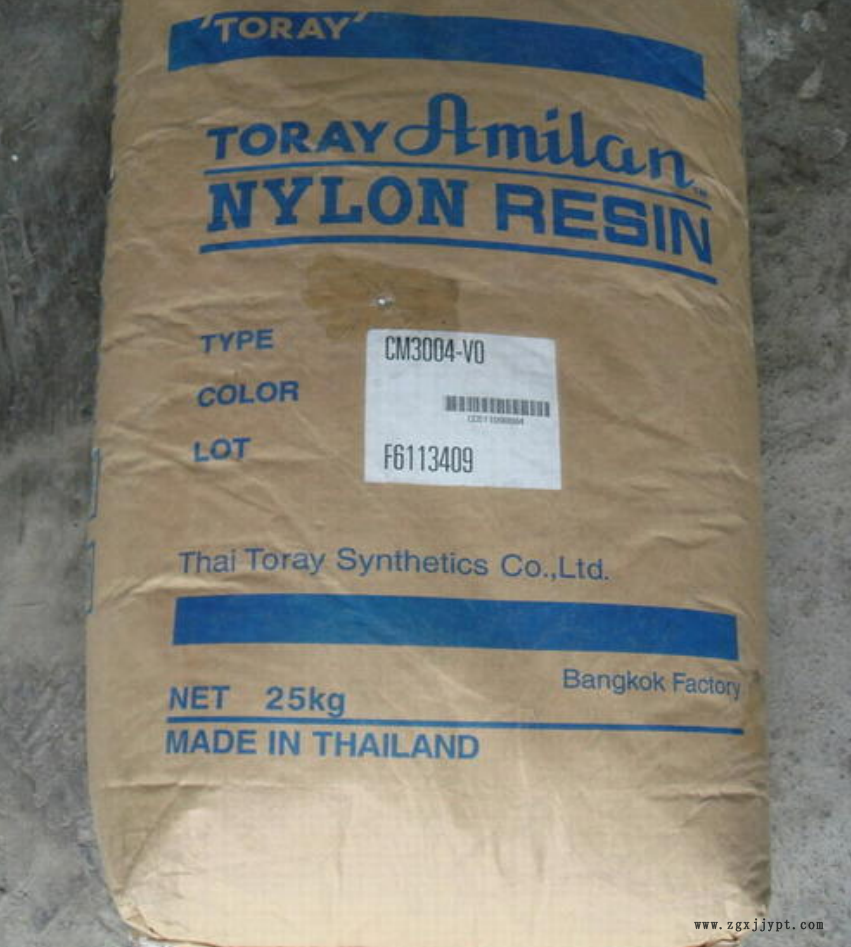 "TORAY"
TORAY Amilan™
NYLON RESIN
TYPE CM3004-V0
COLOR
LOT F6113409
Thai Toray Synthetics Co.,Ltd.
Bangkok Factory
NET 25kg
MADE IN THAILAND
www.zgxjjypt.com